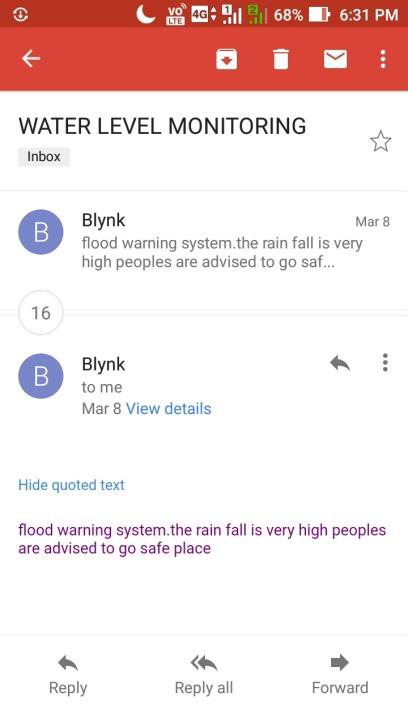 VO LTE 4G 1 2 68% 6:31 PM
WATER LEVEL MONITORING
Inbox
B
Blynk
Mar 8
flood warning system.the rain fall is very
high peoples are advised to go saf...
16
B
Blynk
to me
Mar 8 View details
Hide quoted text
flood warning system.the rain fall is very high peoples
are advised to go safe place
Reply
Reply all
Forward